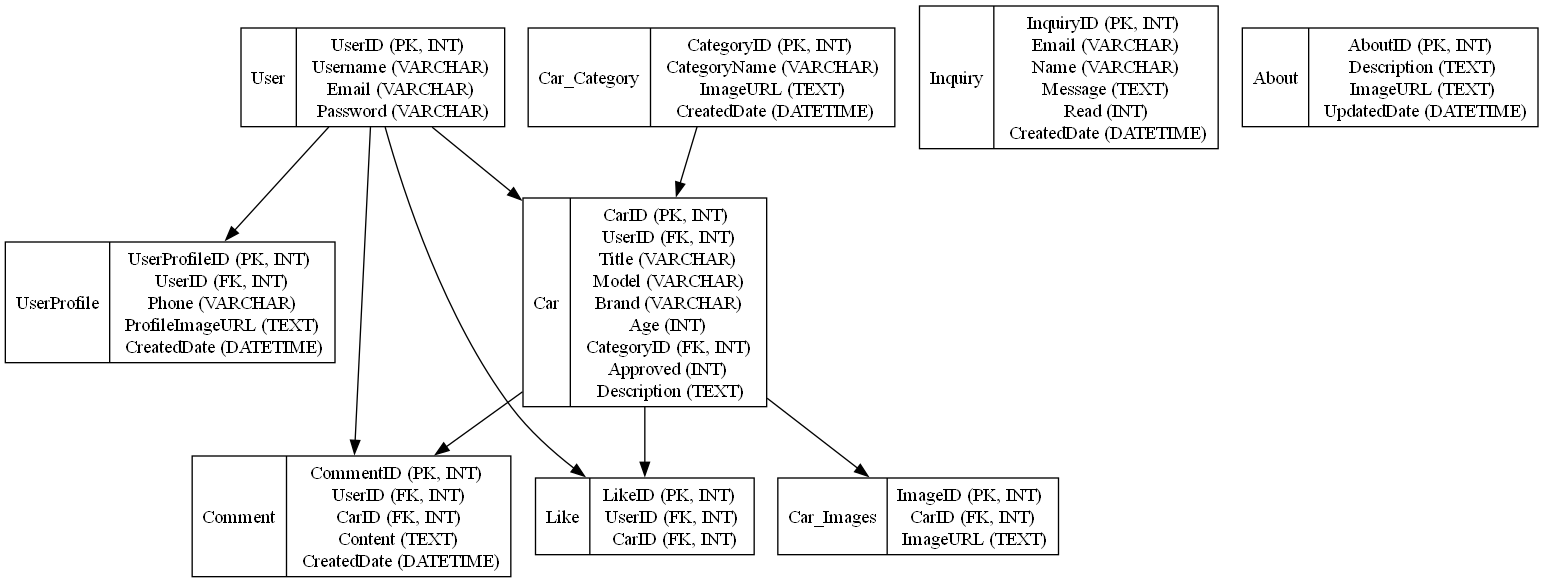 User
UserID (PK, INT)
Username (VARCHAR)
Email (VARCHAR)
Password (VARCHAR)
Car_Category
CategoryID (PK, INT)
CategoryName (VARCHAR)
ImageURL (TEXT)
CreatedDate (DATETIME)
Inquiry
InquiryID (PK, INT)
Email (VARCHAR)
Name (VARCHAR)
Message (TEXT)
Read (INT)
CreatedDate (DATETIME)
About
AboutID (PK, INT)
Description (TEXT)
ImageURL (TEXT)
UpdatedDate (DATETIME)
UserProfile
UserProfileID (PK, INT)
UserID (FK, INT)
Phone (VARCHAR)
ProfileImageURL (TEXT)
CreatedDate (DATETIME)
Car
CarID (PK, INT)
UserID (FK, INT)
Title (VARCHAR)
Model (VARCHAR)
Brand (VARCHAR)
Age (INT)
CategoryID (FK, INT)
Approved (INT)
Description (TEXT)
Comment
CommentID (PK, INT)
UserID (FK, INT)
CarID (FK, INT)
Content (TEXT)
CreatedDate (DATETIME)
Like
LikeID (PK, INT)
UserID (FK, INT)
CarID (FK, INT)
Car_Images
ImageID (PK, INT)
CarID (FK, INT)
ImageURL (TEXT)